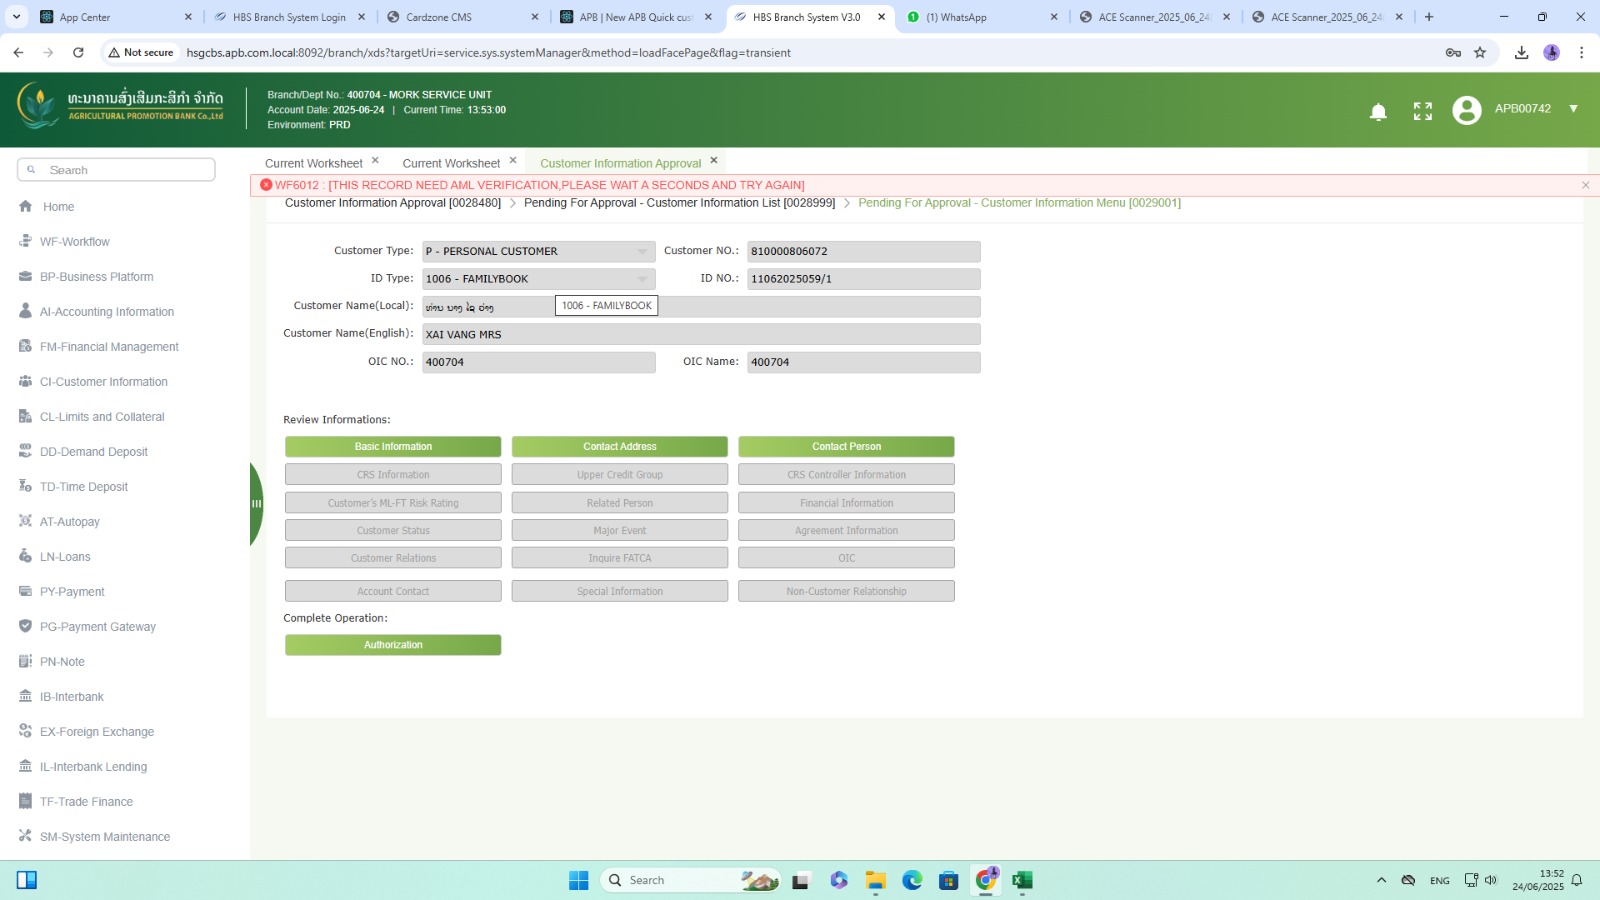 App Center
HBS Branch System Login
Cardzone CMS
APB | New APB Quick cust
HBS Branch System V3.0
(1) WhatsApp
ACE Scanner_2025_06_24
ACE Scanner_2025_06_24
Not secure
hsgcbs.apb.com.local:8092/branch/xds?targetUri=service.sys.systemManager&method=loadFacePage&flag=transient
ທະນາຄານສົ່ງເສີມກະສິກຳ ຈຳກັດ
AGRICULTURAL PROMOTION BANK Co.,Ltd
Branch/Dept No.: 400704 - MORK SERVICE UNIT
Account Date: 2025-06-24 | Current Time: 13:53:00
Environment: PRD
APB00742
Search
Current Worksheet
Current Worksheet
Customer Information Approval
WF6012 : [THIS RECORD NEED AML VERIFICATION,PLEASE WAIT A SECONDS AND TRY AGAIN]
Customer Information Approval [0028480] > Pending For Approval - Customer Information List [0028999] > Pending For Approval - Customer Information Menu [0029001]
Home
WF-Workflow
BP-Business Platform
AI-Accounting Information
FM-Financial Management
CI-Customer Information
CL-Limits and Collateral
DD-Demand Deposit
TD-Time Deposit
AT-Autopay
LN-Loans
PY-Payment
PG-Payment Gateway
PN-Note
IB-Interbank
EX-Foreign Exchange
IL-Interbank Lending
TF-Trade Finance
SM-System Maintenance
Customer Type: P - PERSONAL CUSTOMER Customer NO.: 810000806072
ID Type: 1006 - FAMILYBOOK ID NO.: 11062025059/1
Customer Name(Local): ທ່ານ ນາງ ໄຊ ວ່າງ
1006 - FAMILYBOOK
Customer Name(English): XAI VANG MRS
OIC NO.: 400704 OIC Name: 400704
Review Informations:
Basic Information Contact Address Contact Person
CRS Information Upper Credit Group CRS Controller Information
Customer's ML-FT Risk Rating Related Person Financial Information
Customer Status Major Event Agreement Information
Customer Relations Inquire FATCA OIC
Account Contact Special Information Non-Customer Relationship
Complete Operation:
Authorization
Search
ENG
13:52
24/06/2025